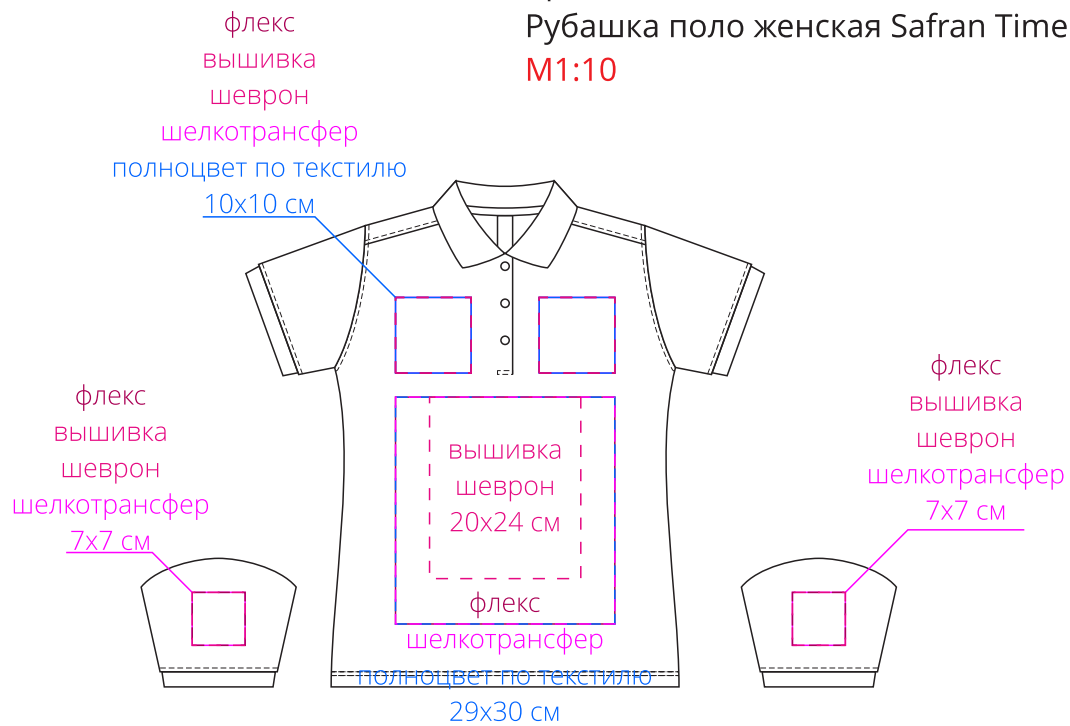 Рубашка поло женская Safran Time
М1:10
флекс
вышивка
шеврон
шелкотрансфер
полноцвет по текстилю
10х10 см
флекс
вышивка
шеврон
шелкотрансфер
7х7 см
вышивка
шеврон
20х24 см
флекс
шелкотрансфер
полноцвет по текстилю
29х30 см
флекс
вышивка
шеврон
шелкотрансфер
7х7 см